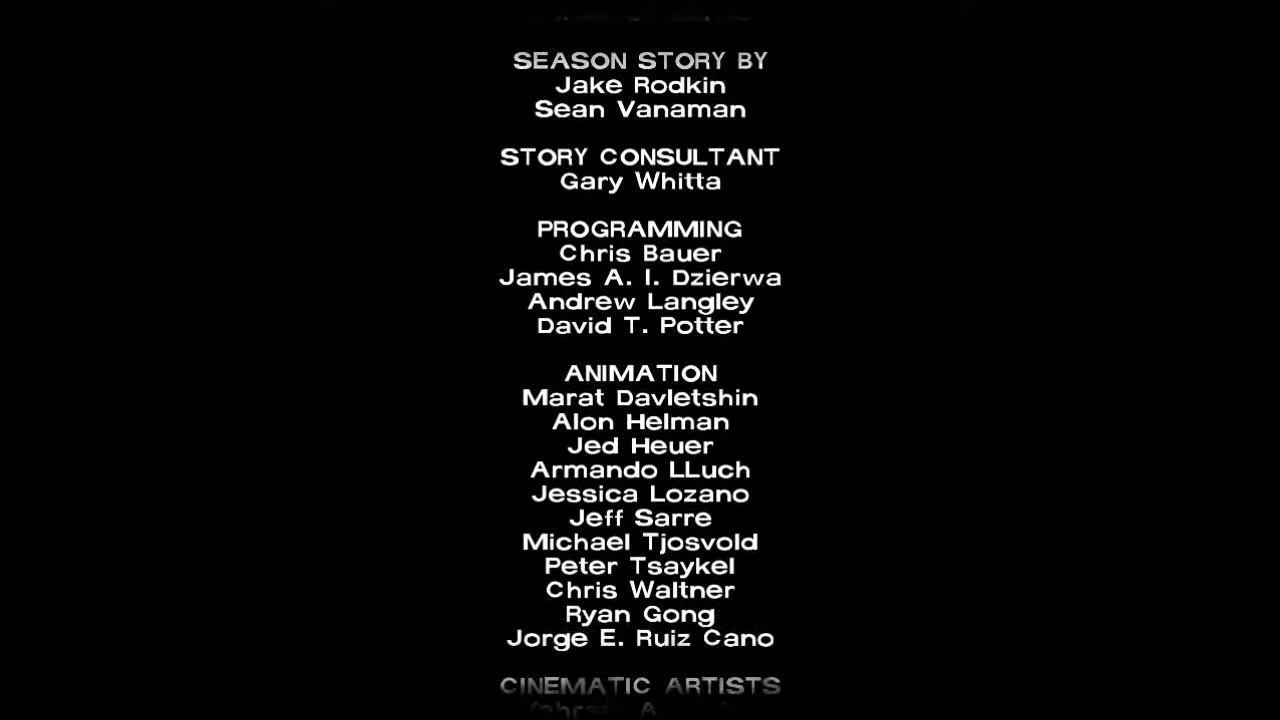 SEASON STORY BY
Jake Rodkin
Sean Vanaman
STORY CONSULTANT
Gary Whitta
PROGRAMMING
Chris Bauer
James A. I. Dzierwa
Andrew Langley
David T. Potter
ANIMATION
Marat Davletshin
Alon Helman
Jed Heuer
Armando LLuch
Jessica Lozano
Jeff Sarre
Michael Tjosvold
Peter Tsaykel
Chris Waltner
Ryan Gong
Jorge E. Ruiz Cano
CINEMATIC ARTISTS